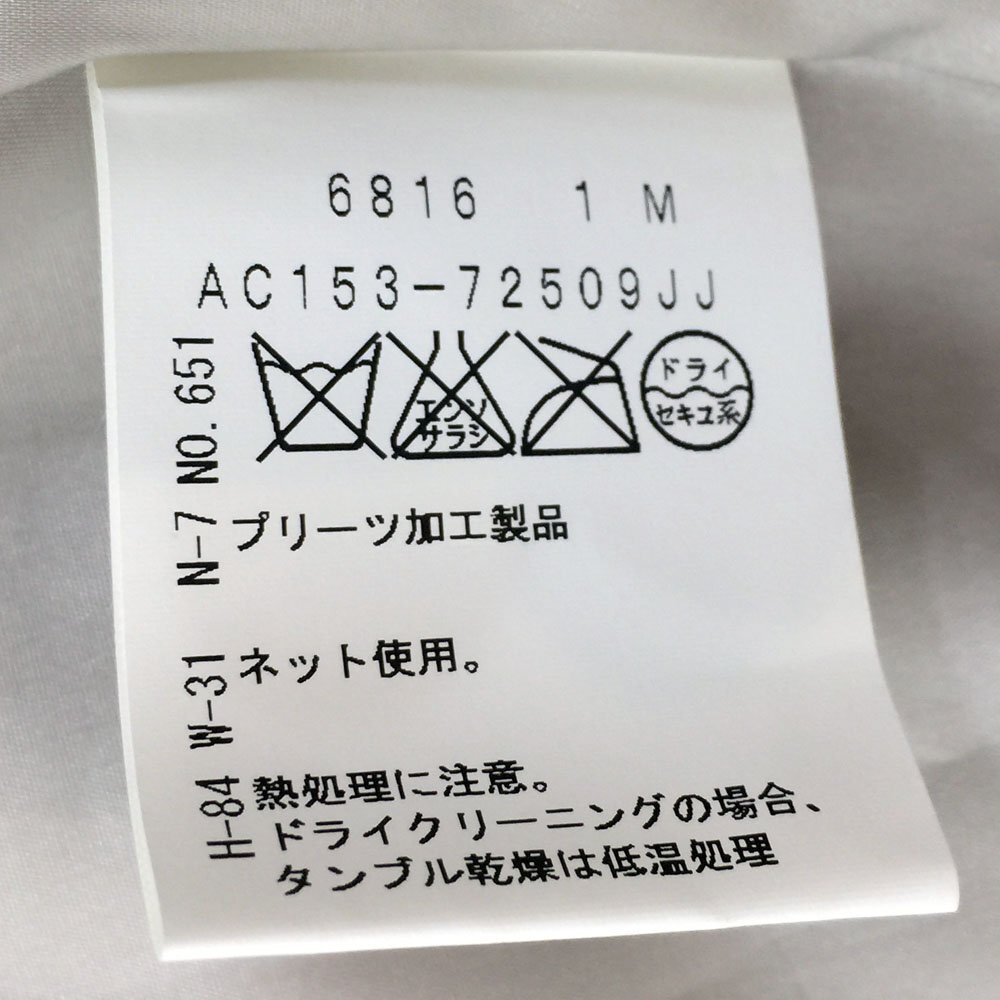 6816 1 M
AC153-72509JJ
エンソ
サラシ
ドライ
セキユ系
プリーツ加工製品
ネット使用。
熱処理に注意。
ドライクリーニングの場合、
タンブル乾燥は低温処理
H-84 W-31 N-7 NO.651